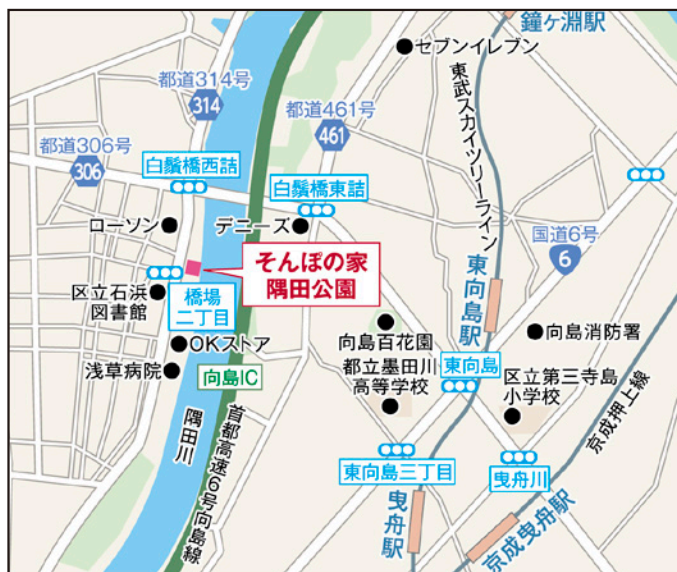 鐘ヶ淵駅
セブンイレブン
東武スカイツリーライン
都道314号
314
都道461号
461
都道306号
306
白鬚橋西詰
白鬚橋東詰
ローソン
デニーズ
国道6号
6
そんぽの家
隅田公園
東向島駅
区立石浜
図書館
橋場
二丁目
OKストア
向島百花園
向島消防署
浅草病院
向島IC
都立墨田川
高等学校
東向島
区立第三寺島
小学校
京成押上線
隅田川
首都高速6号向島線
東向島三丁目
曳舟川
曳舟駅
京成曳舟駅